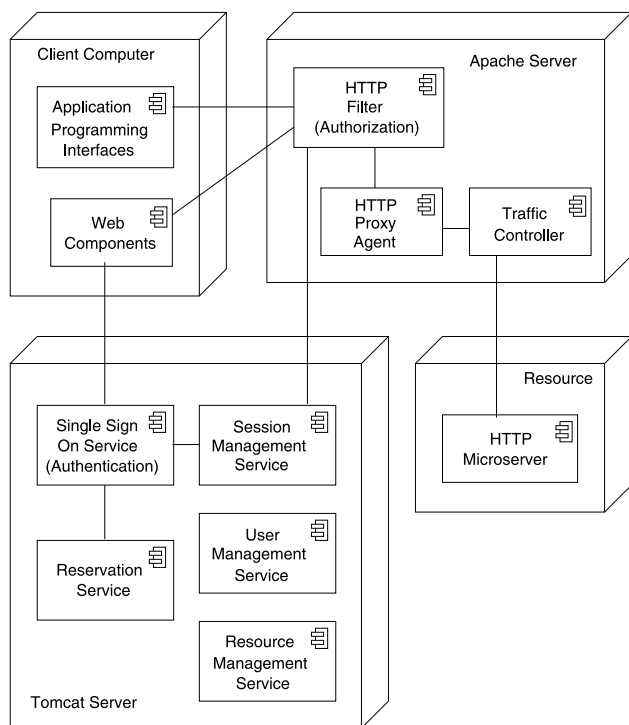 Client Computer
Application
Programming
Interfaces
Web
Components
Apache Server
HTTP
Filter
(Authorization)
HTTP
Proxy
Agent
Traffic
Controller
Single Sign
On Service
(Authentication)
Session
Management
Service
Reservation
Service
User
Management
Service
Resource
Management
Service
Tomcat Server
Resource
HTTP
Microserver